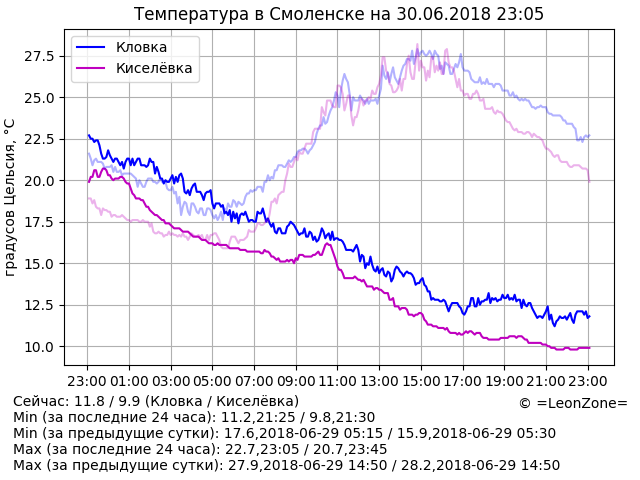 Температура в Смоленске на 30.06.2018 23:05
Кловка
Киселёвка
градусов Цельсия, °C
27.5
25.0
22.5
20.0
17.5
15.0
12.5
10.0
23:00 01:00 03:00 05:00 07:00 09:00 11:00 13:00 15:00 17:00 19:00 21:00 23:00
Сейчас: 11.8 / 9.9 (Кловка / Киселёвка)
© =LeonZone=
Min (за последние 24 часа): 11.2,21:25 / 9.8,21:30
Min (за предыдущие сутки): 17.6,2018-06-29 05:15 / 15.9,2018-06-29 05:30
Max (за последние 24 часа): 22.7,23:05 / 20.7,23:45
Max (за предыдущие сутки): 27.9,2018-06-29 14:50 / 28.2,2018-06-29 14:50